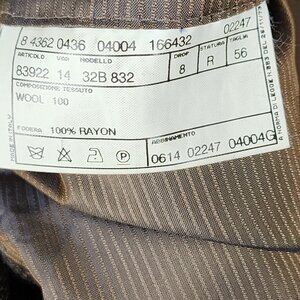 02247
8 4362 0436 04004 166432
ARTICOLO VAR MODELLO DROP STATURA TAGLIA
83922 14 32B 832 8 R 56
COMPOSIZIONE TESSUTO
WOOL 100
FODERA 100% RAYON
ABBINAMENTO
0614 02247 04004G
MADE IN ITALY